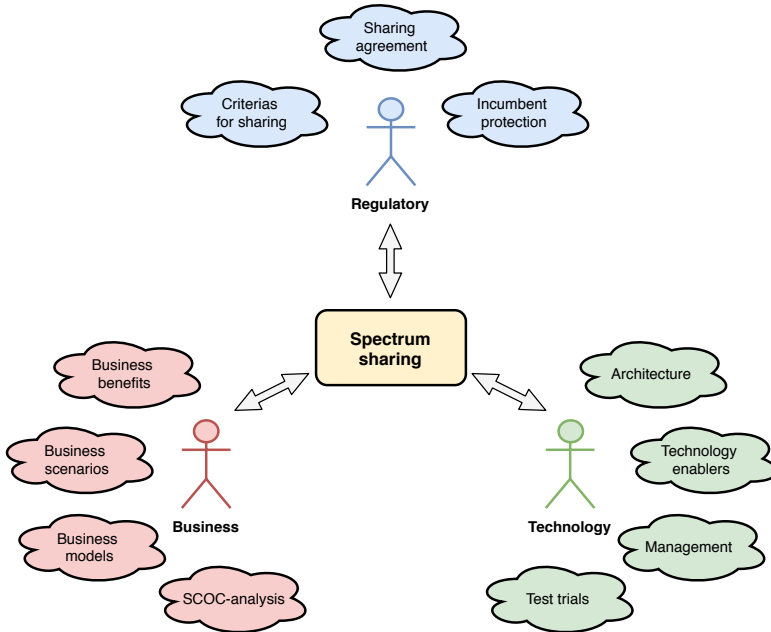 Sharing
agreement
Criterias
for sharing
Incumbent
protection
Regulatory
Spectrum
sharing
Business
benefits
Architecture
Business
scenarios
Technology
enablers
Business
Technology
Business
models
Management
SCOC-analysis
Test trials